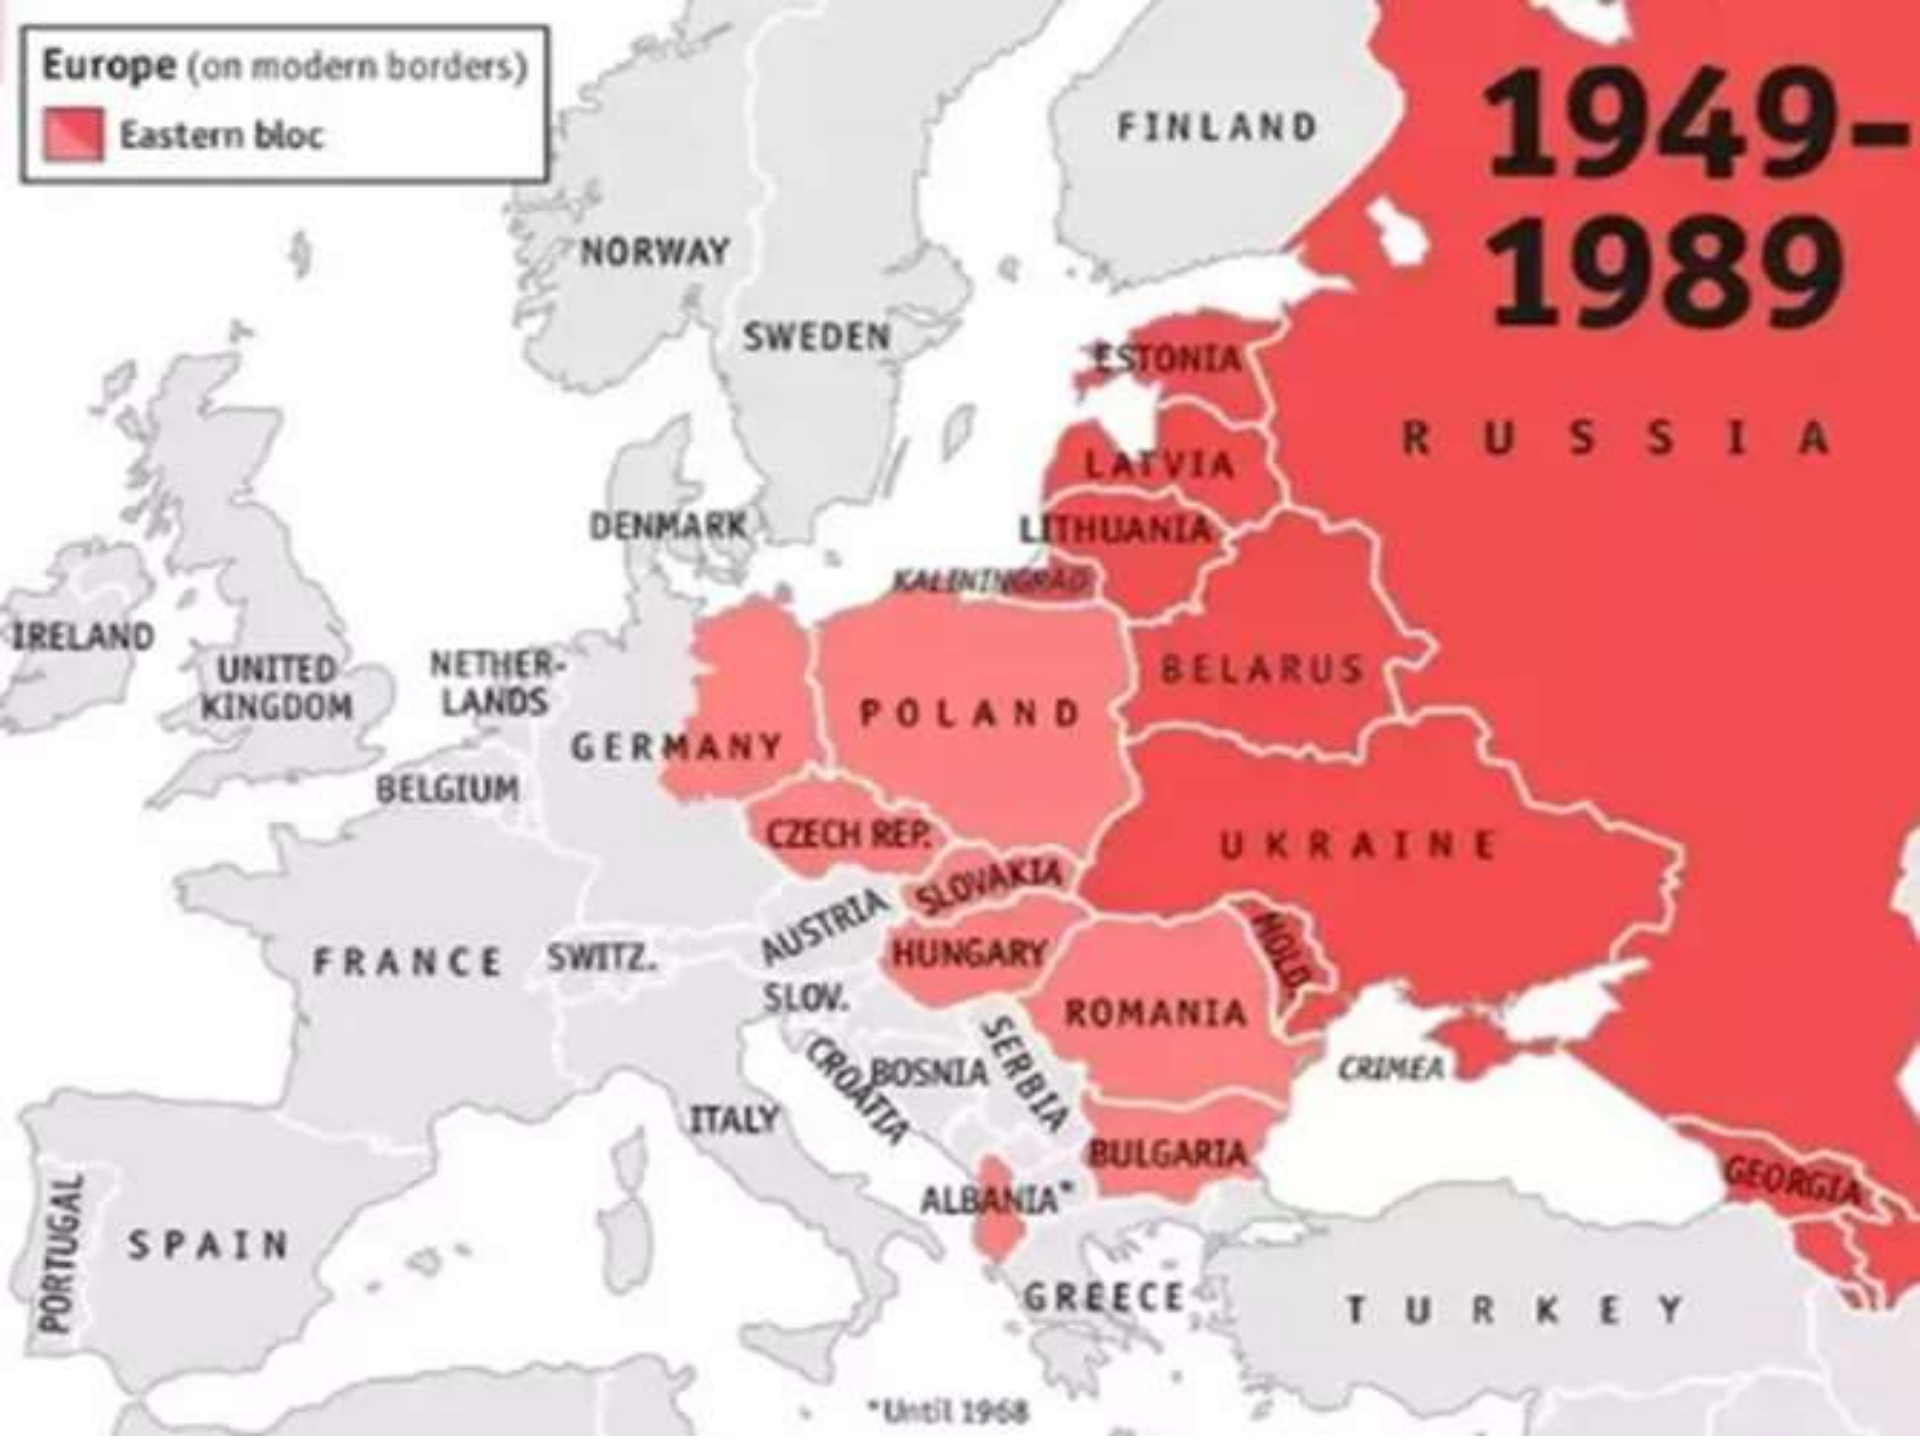 Europe (on modern borders)
Eastern bloc
1949-
1989
FINLAND
NORWAY
SWEDEN
ESTONIA
RUSSIA
LATVIA
DENMARK
LITHUANIA
KALININGRAD
IRELAND
UNITED
KINGDOM
NETHER-
LANDS
BELARUS
POLAND
GERMANY
BELGIUM
CZECH REP.
UKRAINE
SLOVAKIA
AUSTRIA
FRANCE
SWITZ.
HUNGARY
MOLD.
SLOV.
ROMANIA
CROATIA
BOSNIA
SERBIA
CRIMEA
ITALY
BULGARIA
GEORGIA
ALBANIA*
PORTUGAL
SPAIN
GREECE
TURKEY
*Until 1968